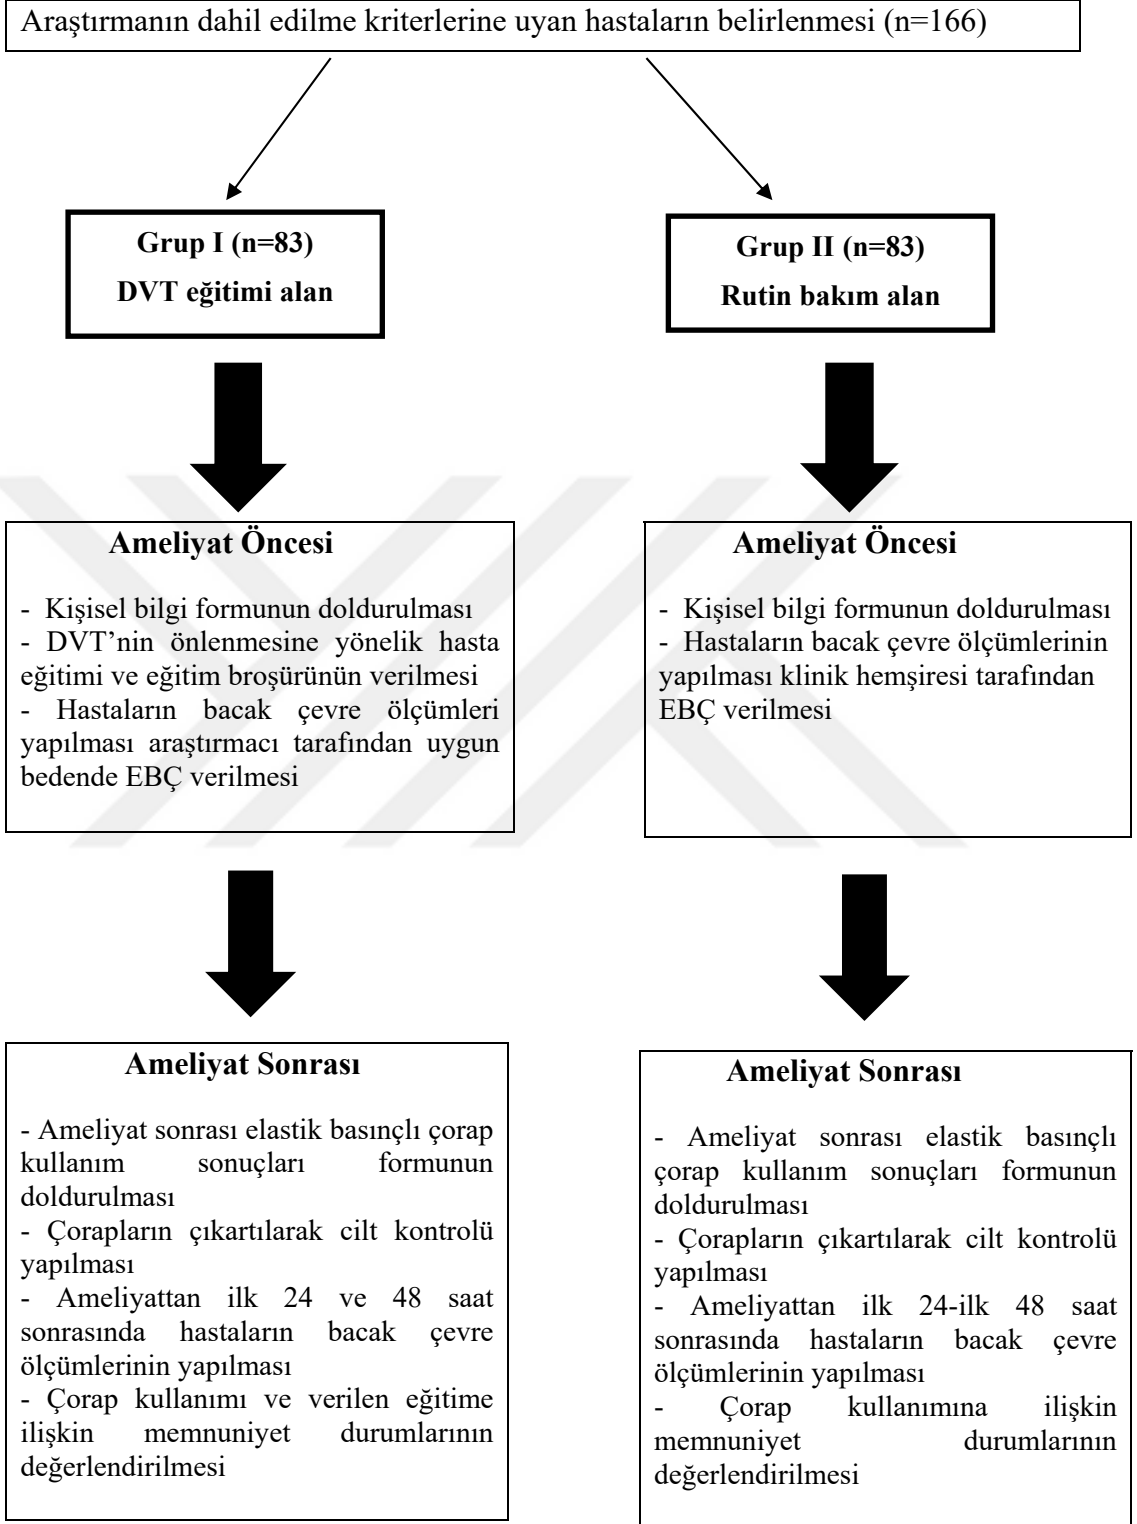 Araştırmanın dahil edilme kriterlerine uyan hastaların belirlenmesi (n=166)
Grup I (n=83)
DVT eğitimi alan
Grup II (n=83)
Rutin bakım alan
Ameliyat Öncesi
- Kişisel bilgi formunun doldurulması
- DVT’nin önlenmesine yönelik hasta
eğitimi ve eğitim broşürünün verilmesi
- Hastaların bacak çevre ölçümleri
yapılması araştırmacı tarafından uygun
bedende EBÇ verilmesi
Ameliyat Öncesi
- Kişisel bilgi formunun doldurulması
- Hastaların bacak çevre ölçümlerinin
yapılması klinik hemşiresi tarafından
EBÇ verilmesi
Ameliyat Sonrası
- Ameliyat sonrası elastik basınçlı çorap
kullanım sonuçları formunun
doldurulması
- Çorapların çıkartılarak cilt kontrolü
yapılması
- Ameliyattan ilk 24 ve 48 saat
sonrasında hastaların bacak çevre
ölçümlerinin yapılması
- Çorap kullanımı ve verilen eğitime
ilişkin memnuniyet durumlarının
değerlendirilmesi
Ameliyat Sonrası
- Ameliyat sonrası elastik basınçlı
çorap kullanım sonuçları formunun
doldurulması
- Çorapların çıkartılarak cilt kontrolü
yapılması
- Ameliyattan ilk 24-ilk 48 saat
sonrasında hastaların bacak çevre
ölçümlerinin yapılması
- Çorap kullanımına ilişkin
memnuniyet durumlarının
değerlendirilmesi